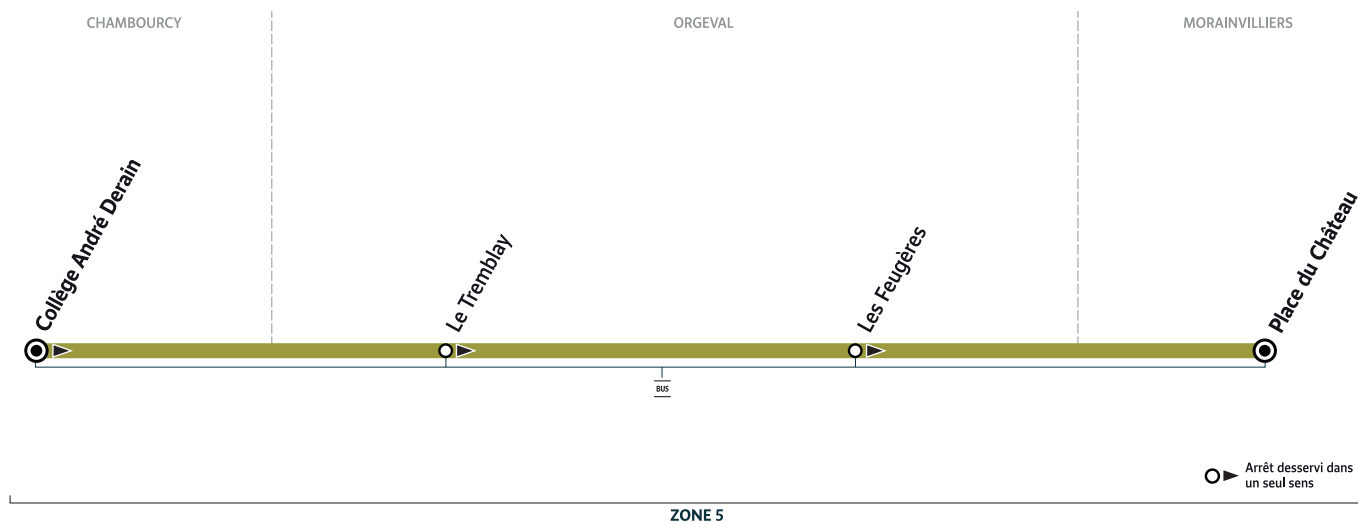 CHAMBOURCY
ORGEVAL
MORAINVILLIERS
Collège André Derain
Le Tremblay
Les Feugères
Place du Château
BUS
Arrêt desservi dans
un seul sens
ZONE 5